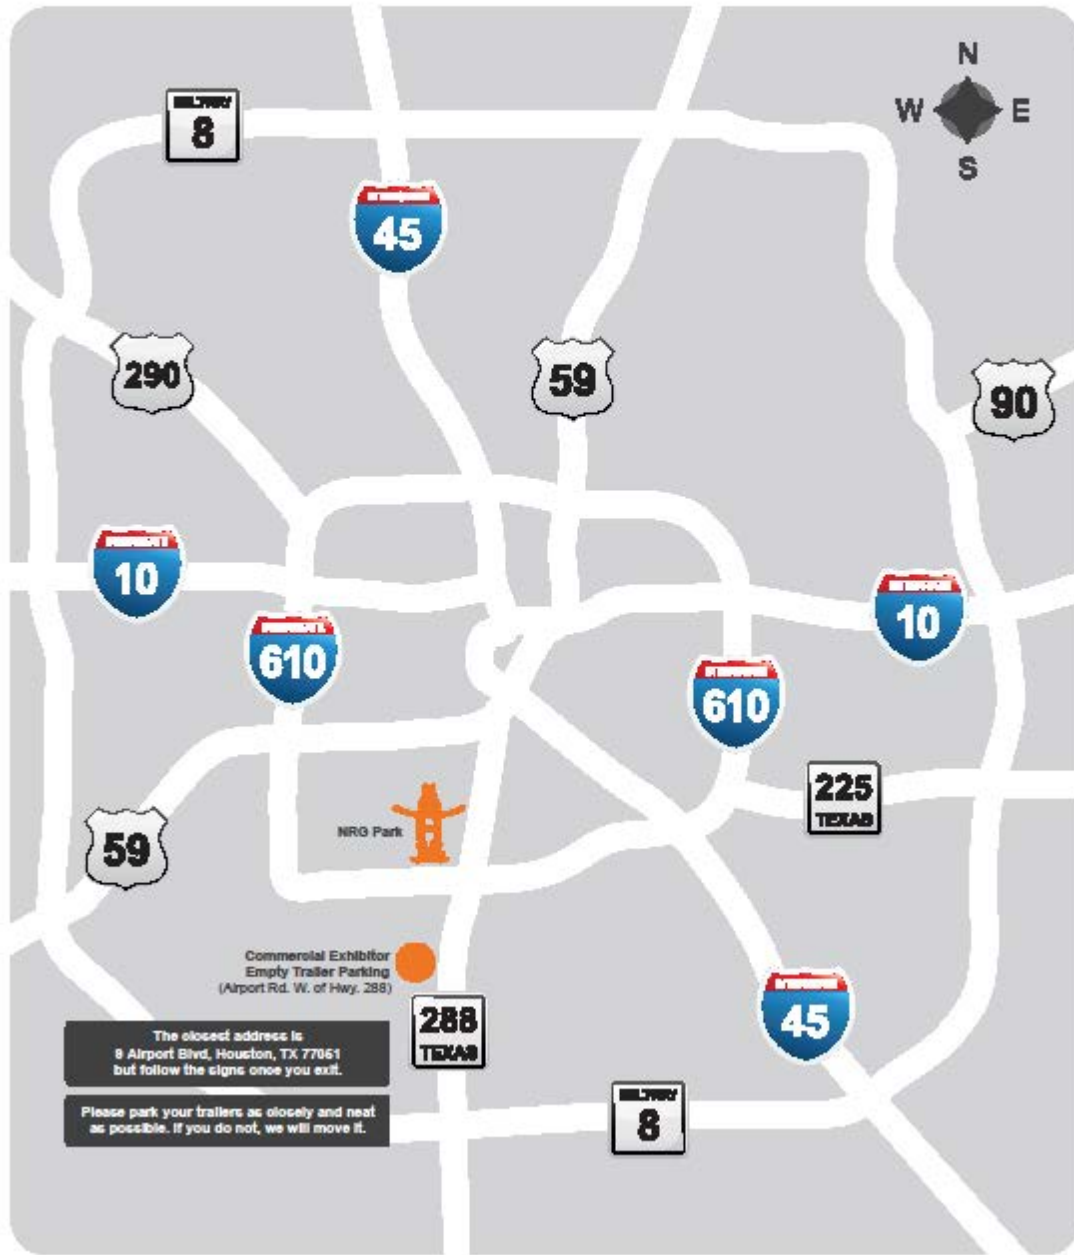 N
W E
S
BELTWAY
8
45
290
59
90
10
10
610
610
225
TEXAS
59
NRG Park
Commercial Exhibitor
Empty Trailer Parking
(Airport Rd. W. of Hwy. 288)
288
TEXAS
45
The closest address is
8 Airport Blvd, Houston, TX 77051
but follow the signs once you exit.
Please park your trailers as closely and neat
as possible. If you do not, we will move it.
BELTWAY
8